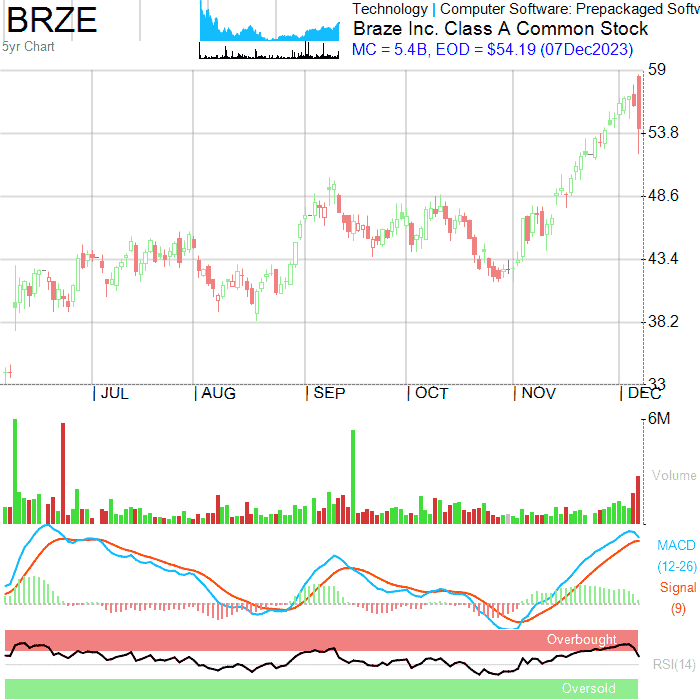 BRZE
5yr Chart
Technology | Computer Software: Prepackaged Softw
Braze Inc. Class A Common Stock
MC = 5.4B, EOD = $54.19 (07Dec2023)
59
53.8
48.6
43.4
38.2
33
JUL AUG SEP OCT NOV DEC
6M
Volume
MACD
(12-26)
Signal
(9)
Overbought
RSI(14)
Oversold